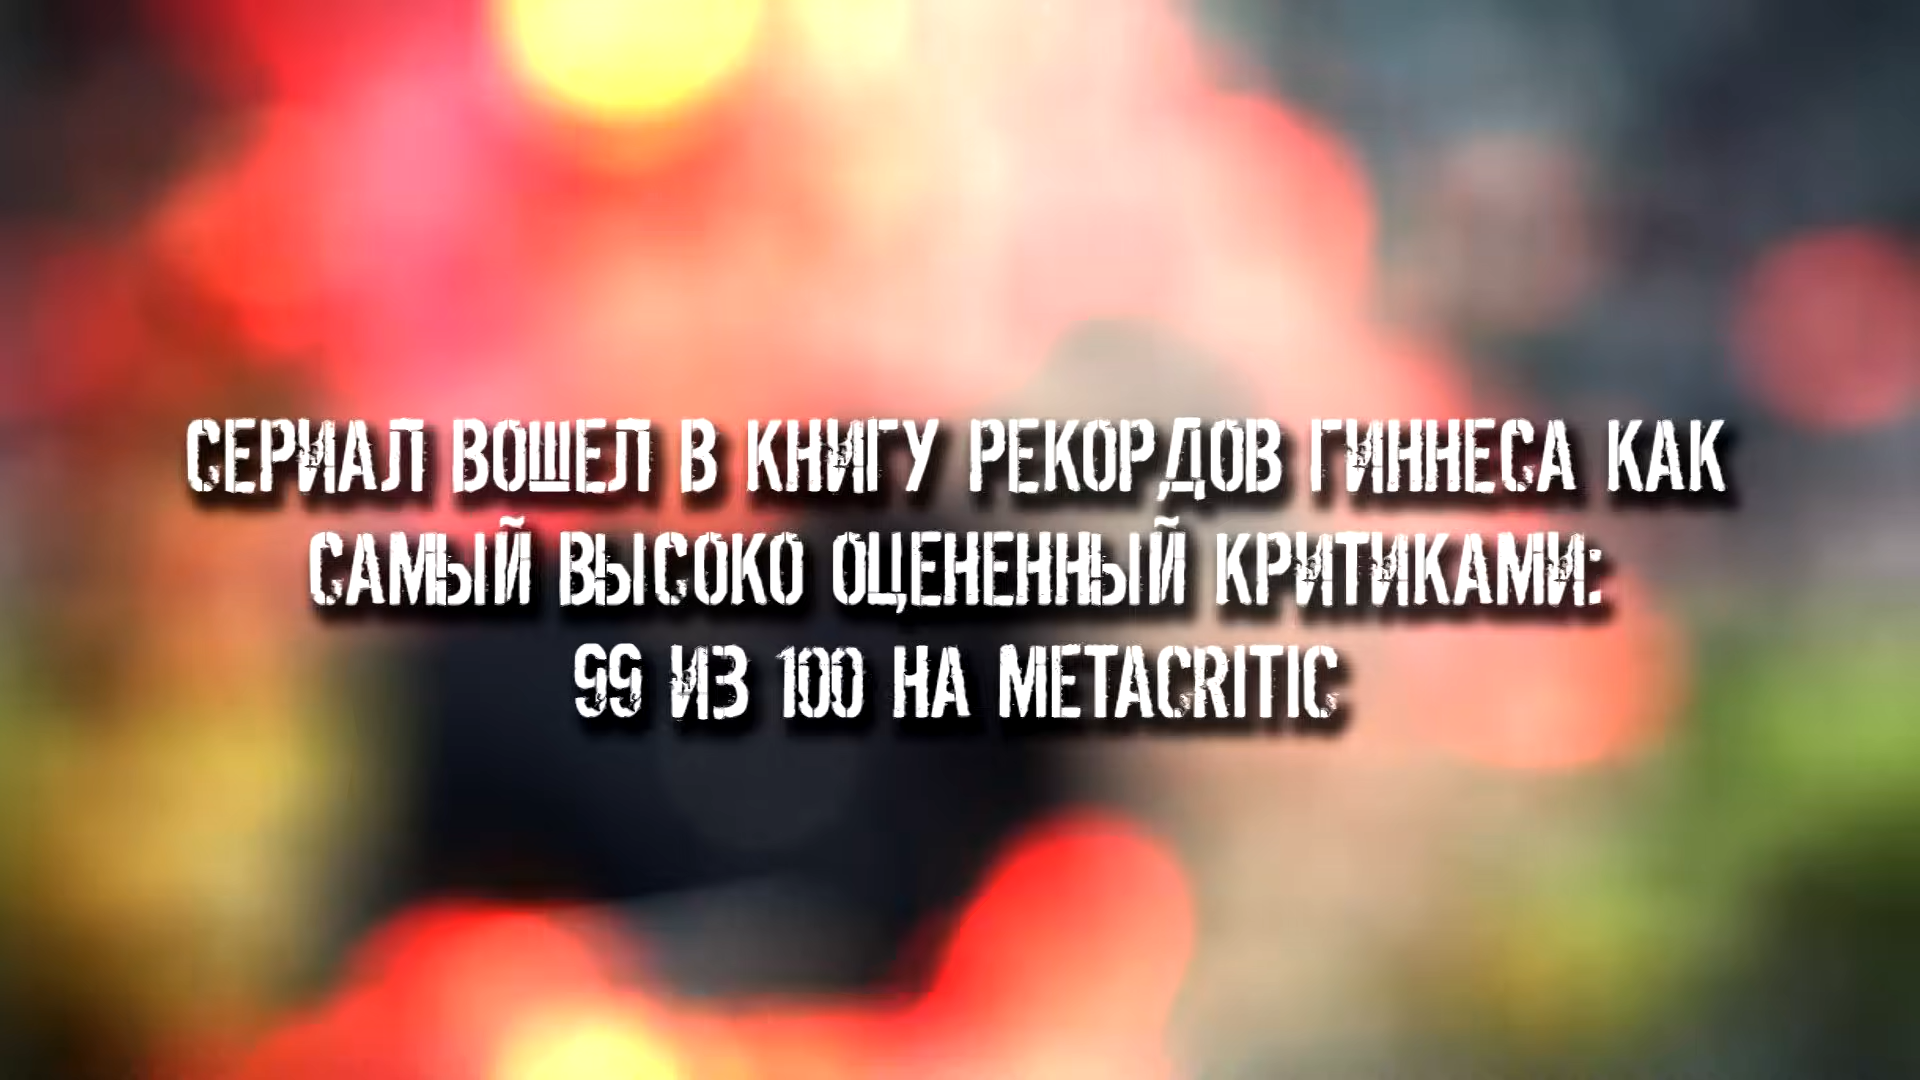 СЕРИАЛ ВОШЕЛ В КНИГУ РЕКОРДОВ ГИННЕСА КАК
САМЫЙ ВЫСОКО ОЦЕНЕННЫЙ КРИТИКАМИ:
99 ИЗ 100 НА METACRITIC